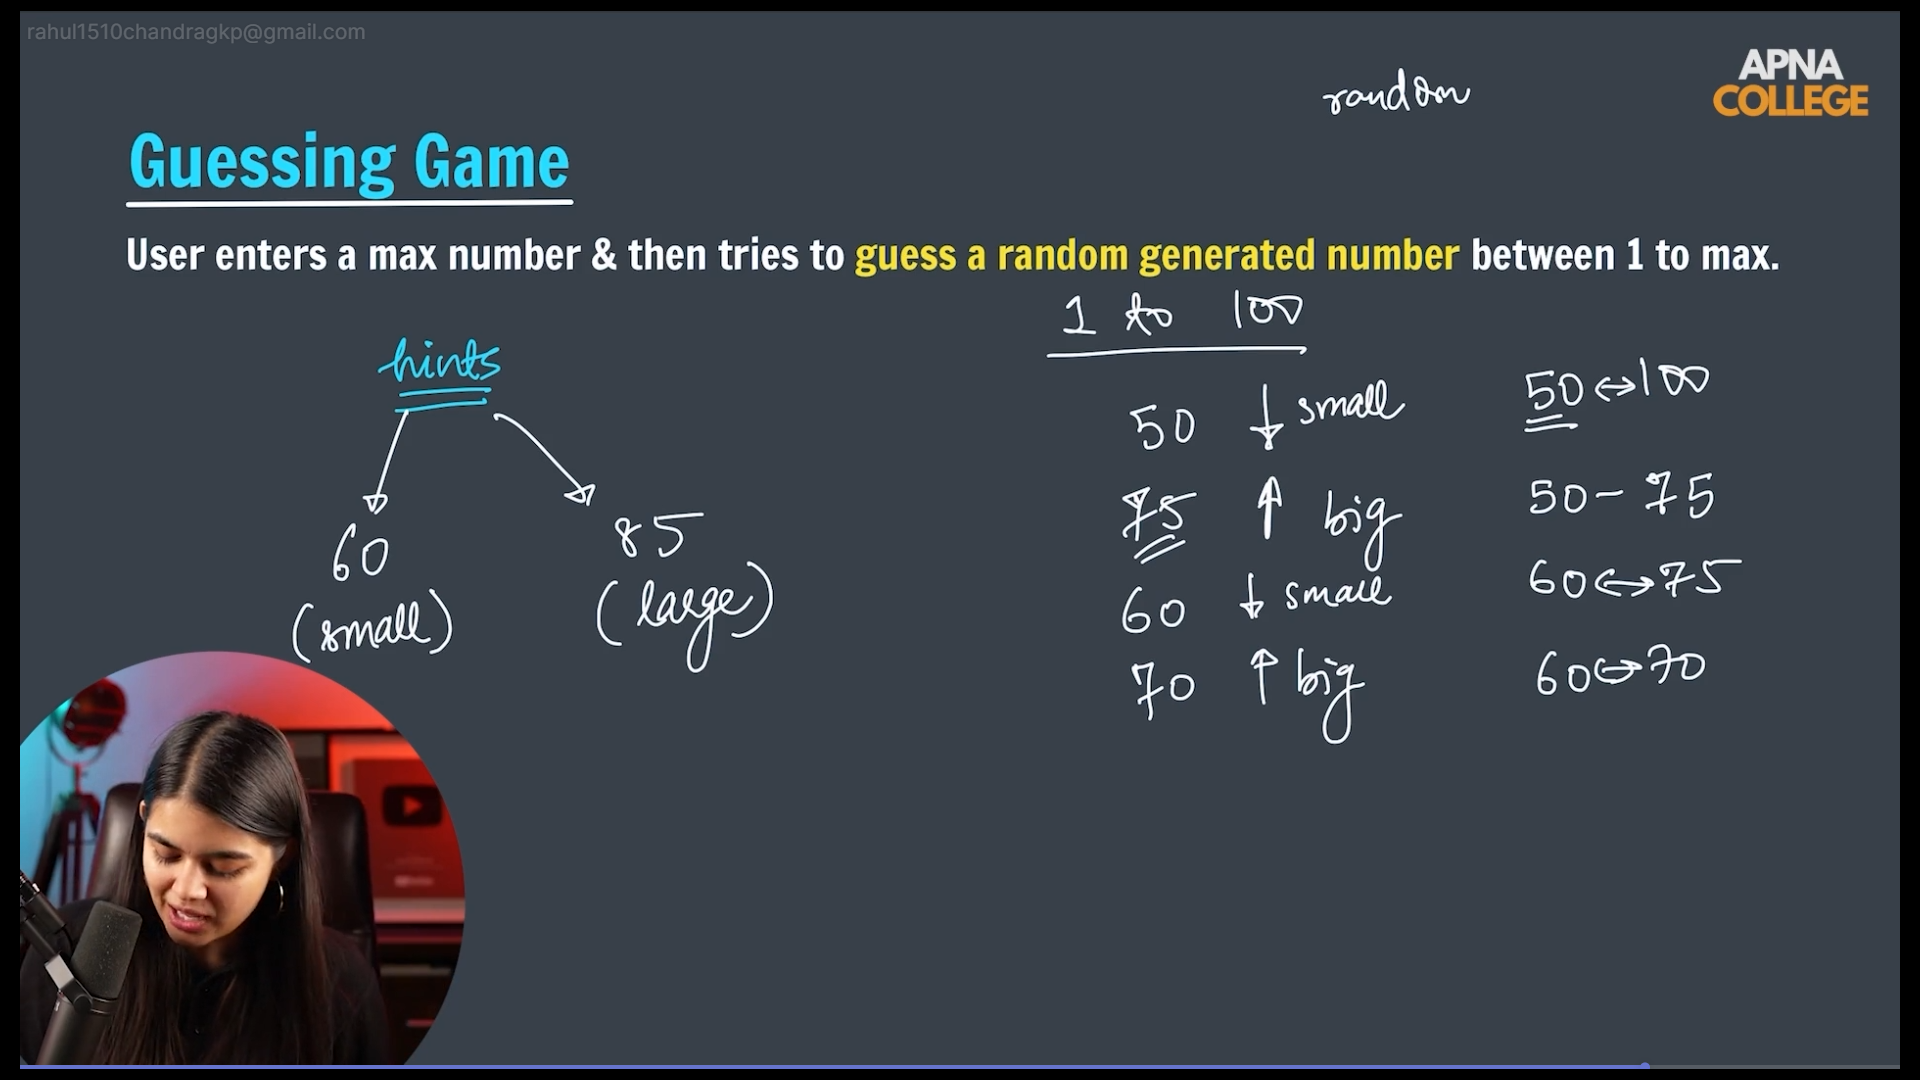 rahul1510chandragkp@gmail.com
APNA
COLLEGE
random
Guessing Game
User enters a max number & then tries to guess a random generated number between 1 to max.
1 to 100
hints
50 ↓ small 50 ↔ 100
75 ↑ big 50 - 75
60 ↓ small 60 ↔ 75
70 ↑ big 60 ↔ 70
60 85
(small) (large)